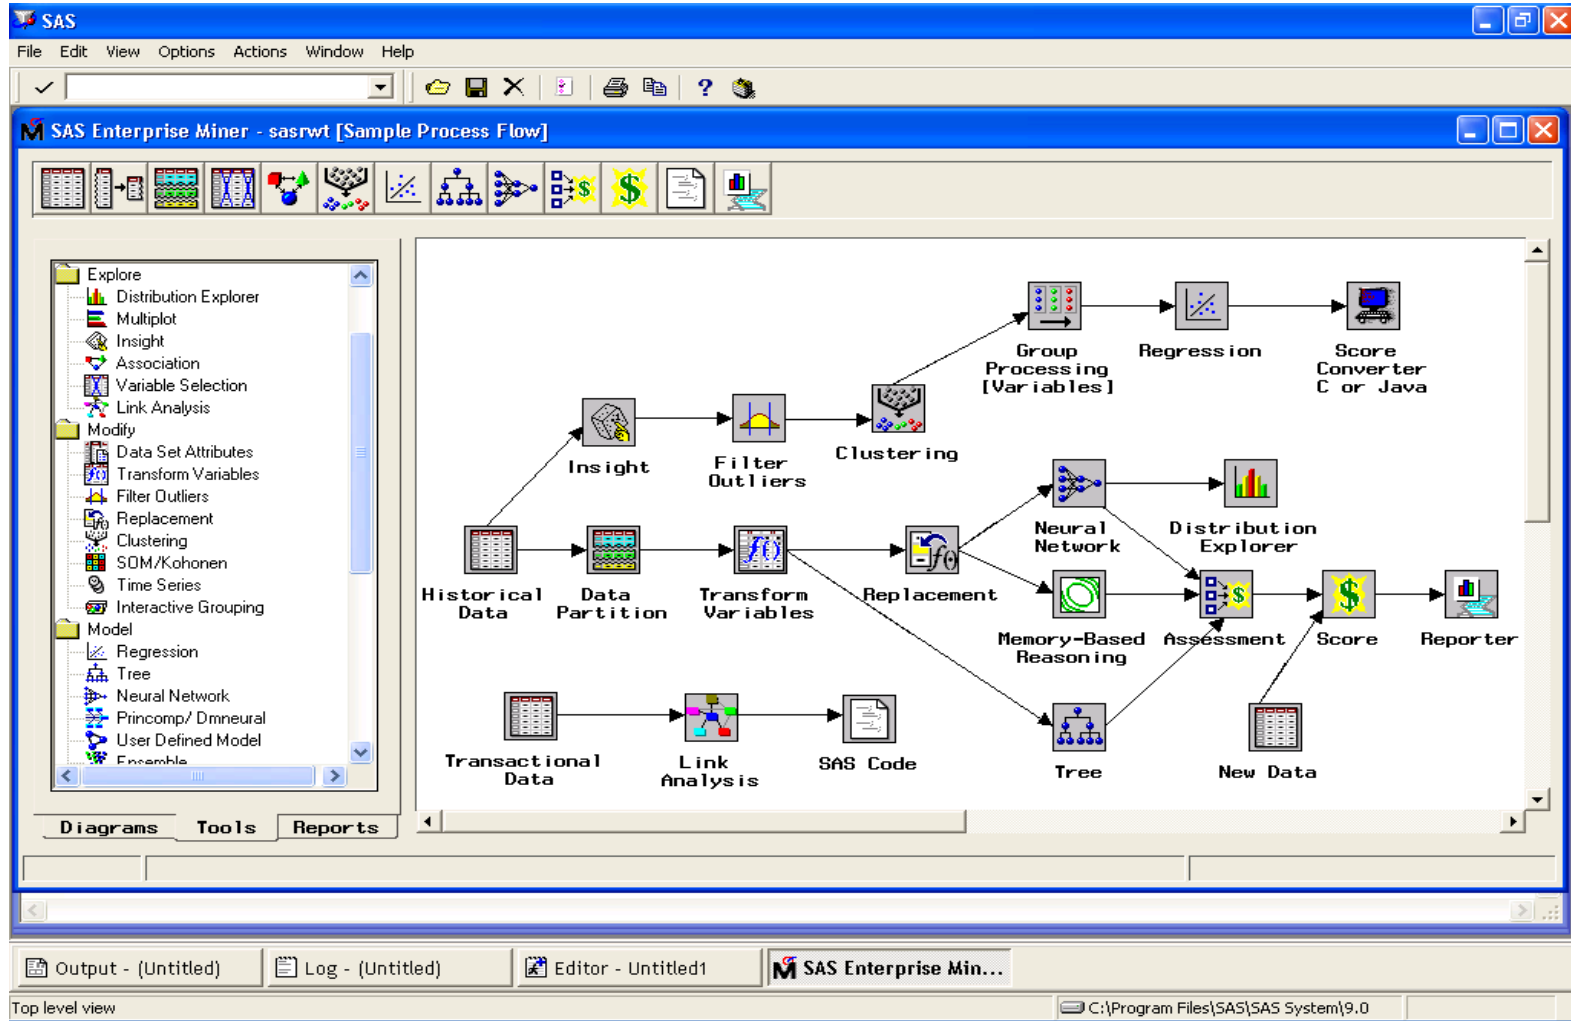 SAS
File Edit View Options Actions Window Help
SAS Enterprise Miner - sasrwt [Sample Process Flow]
Explore
Distribution Explorer
Multiplot
Insight
Association
Variable Selection
Link Analysis
Modify
Data Set Attributes
Transform Variables
Filter Outliers
Replacement
Clustering
SOM/Kohonen
Time Series
Interactive Grouping
Model
Regression
Tree
Neural Network
Princomp/ Dmneural
User Defined Model
Ensemble
Diagrams Tools Reports
Group
Processing
[Variables]
Regression
Score
Converter
C or Java
Insight
Filter
Outliers
Clustering
Neural
Network
Distribution
Explorer
Historical
Data
Data
Partition
Transform
Variables
Replacement
Memory-Based
Reasoning
Assessment
Score
Reporter
Transactional
Data
Link
Analysis
SAS Code
Tree
New Data
Output - (Untitled) Log - (Untitled) Editor - Untitled1 SAS Enterprise Min...
Top level view C:\Program Files\SAS\SAS System\9.0